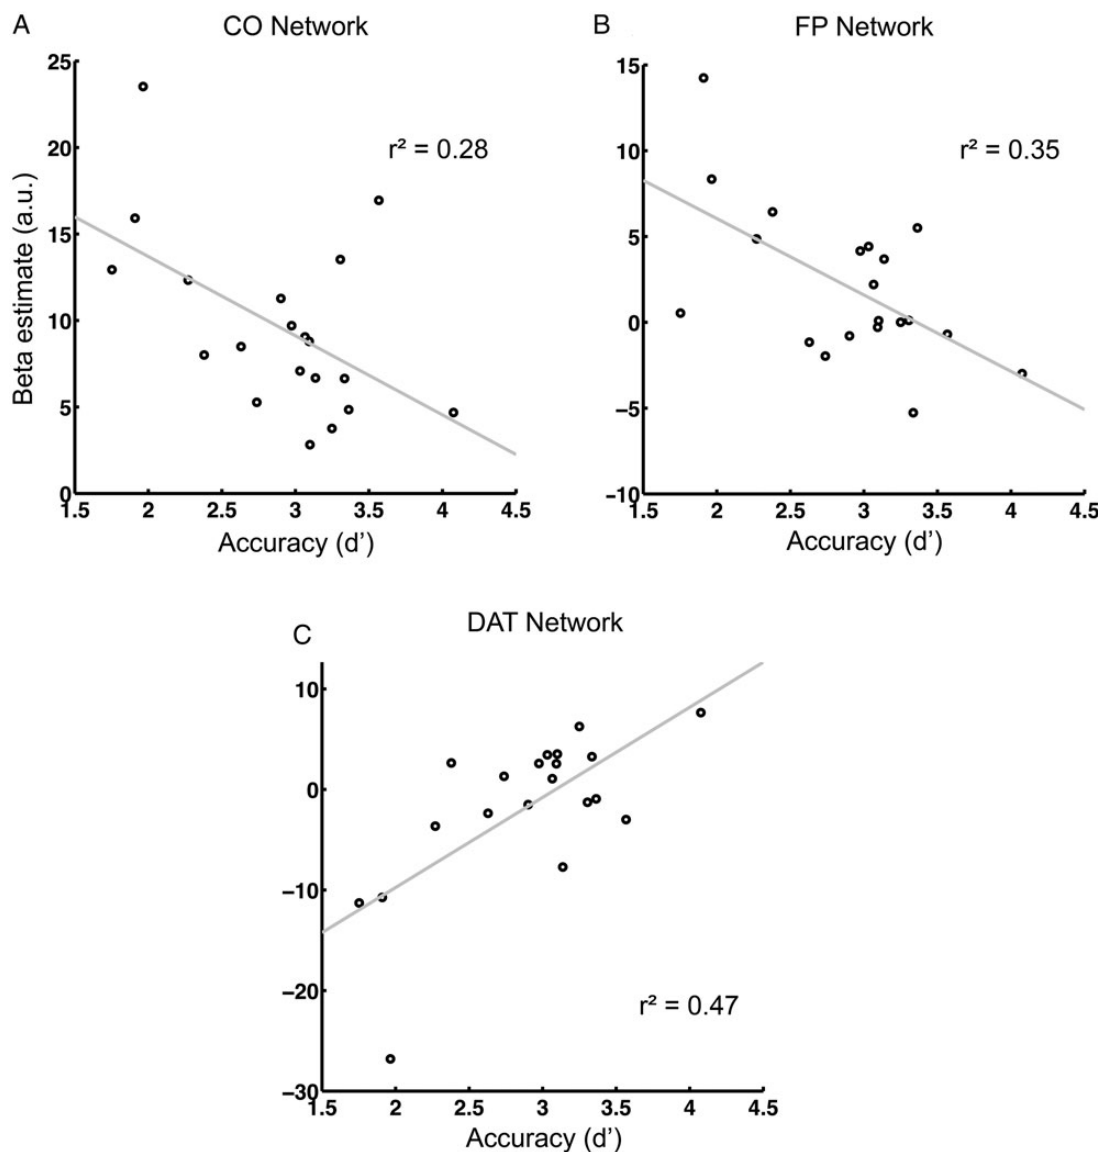 A
CO Network
Beta estimate (a.u.)
25
20
15
10
5
0
r² = 0.28
1.5 2 2.5 3 3.5 4 4.5
Accuracy (d’)
B
FP Network
15
10
5
0
−5
−10
r² = 0.35
1.5 2 2.5 3 3.5 4 4.5
Accuracy (d’)
C
DAT Network
10
0
−10
−20
−30
r² = 0.47
1.5 2 2.5 3 3.5 4 4.5
Accuracy (d’)